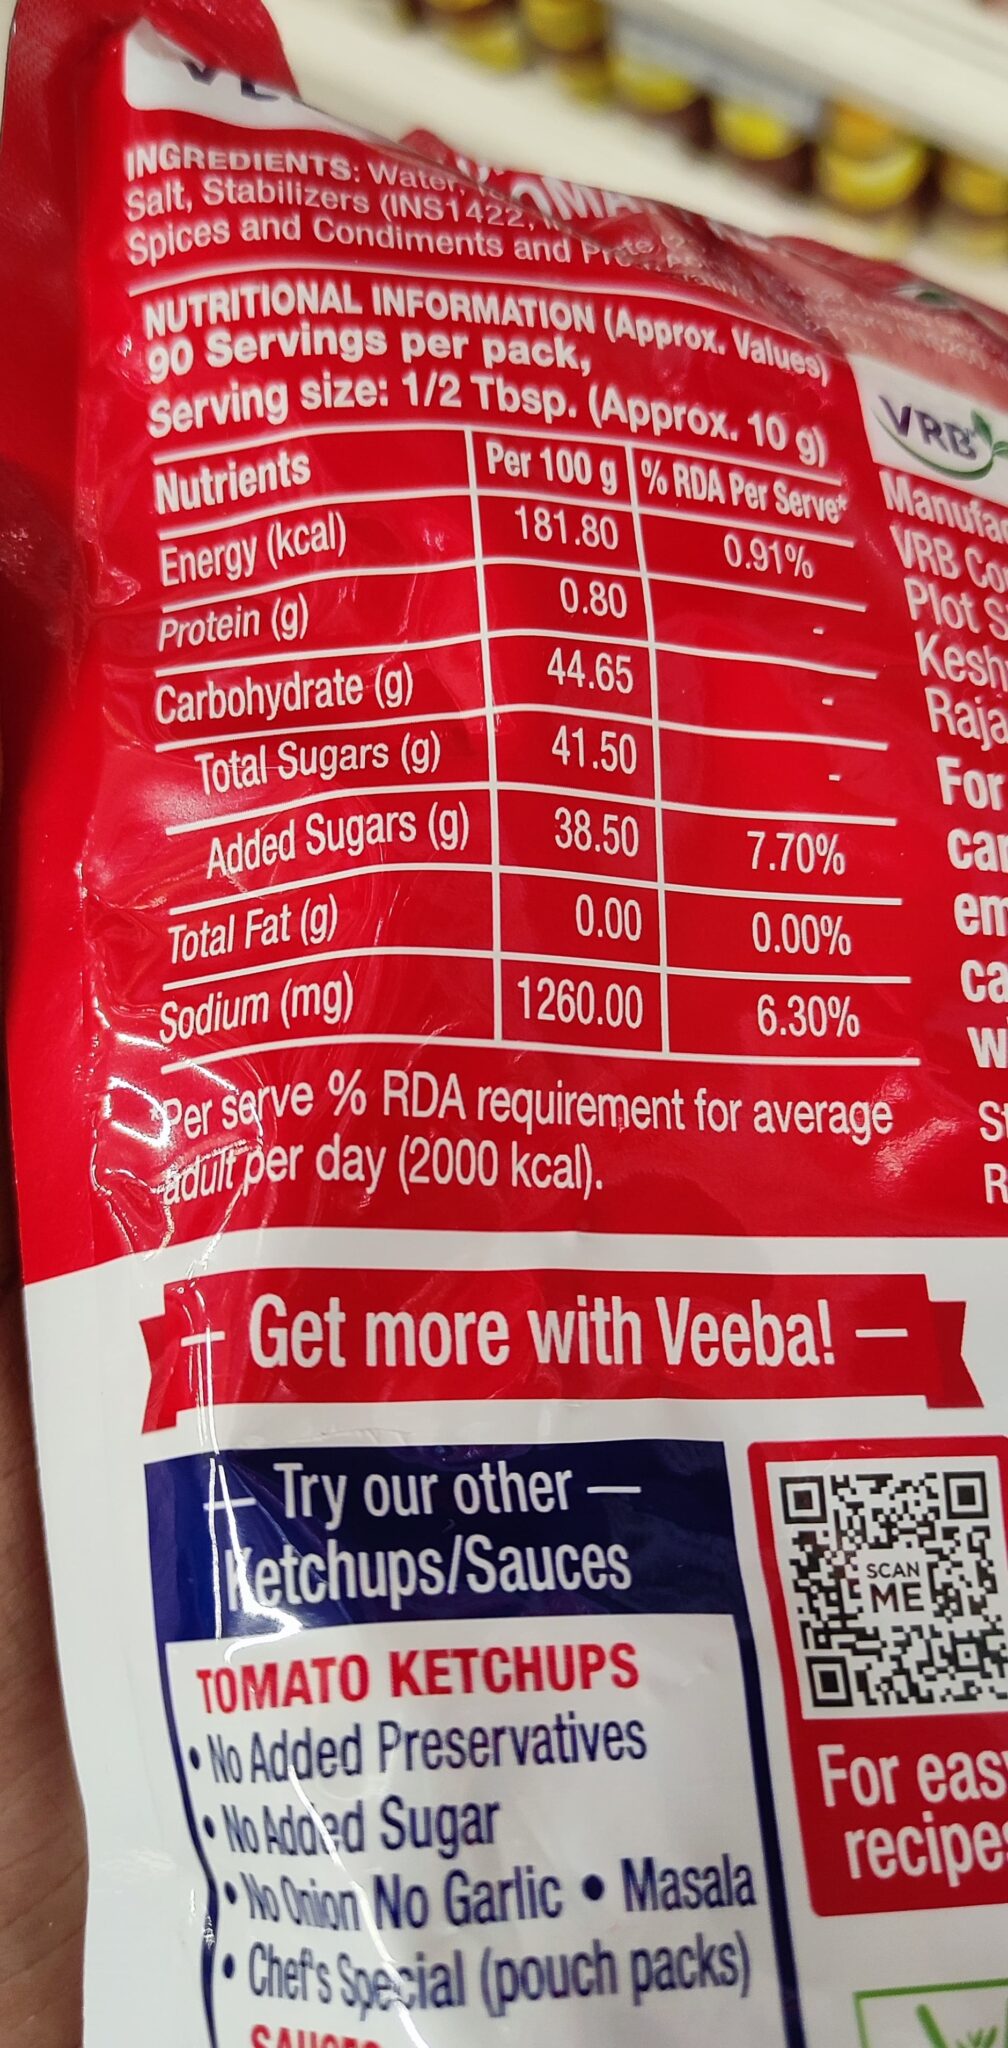 INGREDIENTS: Water,
Salt, Stabilizers (INS1422,
Spices and Condiments and
NUTRITIONAL INFORMATION (Approx. Values)
90 Servings per pack,
Serving size: 1/2 Tbsp. (Approx. 10 g)
Nutrients Per 100 g % RDA Per Serve*
Energy (kcal) 181.80 0.91%
Protein (g) 0.80 -
Carbohydrate (g) 44.65 -
Total Sugars (g) 41.50 -
Added Sugars (g) 38.50 7.70%
Total Fat (g) 0.00 0.00%
Sodium (mg) 1260.00 6.30%
*Per serve % RDA requirement for average
adult per day (2000 kcal).
VRB
Manufa
VRB Co
Plot S
Kesh
Raja
For
car
em
ca
w
Get more with Veeba!
Try our other
Ketchups/Sauces
TOMATO KETCHUPS
• No Added Preservatives
• No Added Sugar
• No Onion No Garlic • Masala
• Chef's Special (pouch packs)
SCAN
ME
For eas
recipe